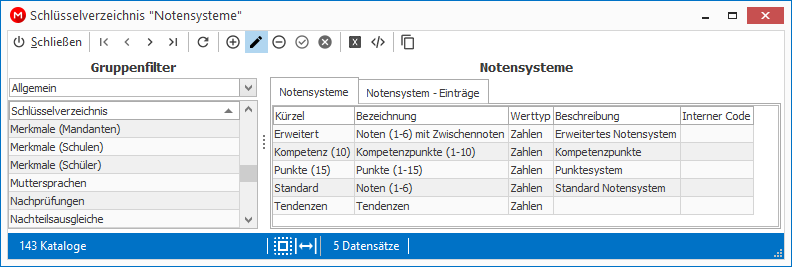 M Schlüsselverzeichnis "Notensysteme"
Schließen
Gruppenfilter
Allgemein
Schlüsselverzeichnis
Merkmale (Mandanten)
Merkmale (Schulen)
Merkmale (Schüler)
Muttersprachen
Nachprüfungen
Nachteilsausgleiche
Notensysteme
Notensysteme Notensystem - Einträge
Kürzel Bezeichnung Werttyp Beschreibung Interner Code
Erweitert Noten (1-6) mit Zwischennoten Zahlen Erweitertes Notensystem
Kompetenz (10) Kompetenzpunkte (1-10) Zahlen Kompetenzpunkte
Punkte (15) Punkte (1-15) Zahlen Punktesystem
Standard Noten (1-6) Zahlen Standard Notensystem
Tendenzen Tendenzen Zahlen
143 Kataloge 5 Datensätze